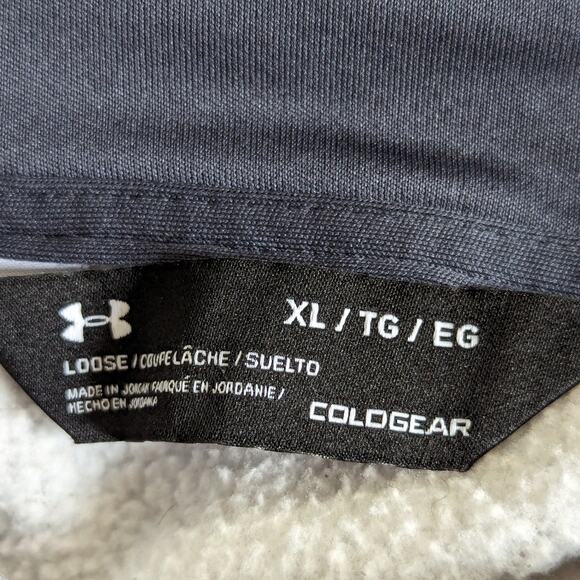 XL / TG / EG
LOOSE / COUPE LÂCHE / SUELTO
MADE IN JORDAN / FABRIQUÉ EN JORDANIE /
HECHO EN JORDANIA
COLDGEAR